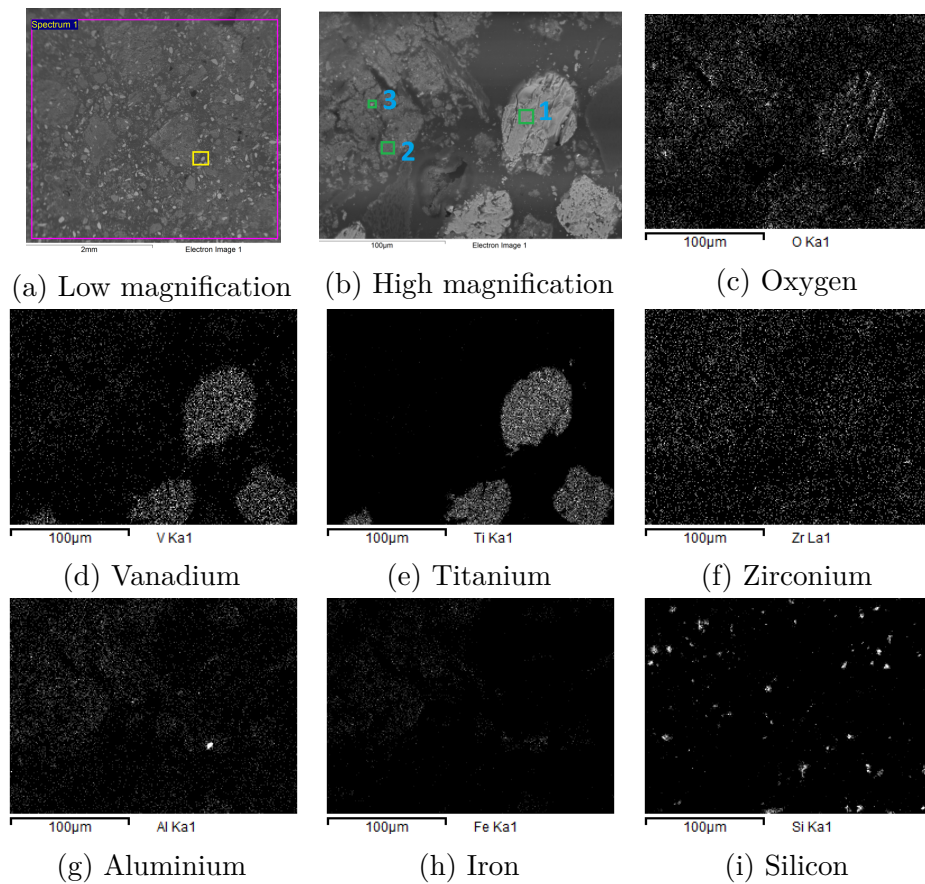 Spectrum 1
2mm
Electron Image 1
3
1
2
100µm
Electron Image 1
100µm
O Ka1
(a) Low magnification
(b) High magnification
(c) Oxygen
100µm
V Ka1
100µm
Ti Ka1
100µm
Zr La1
(d) Vanadium
(e) Titanium
(f) Zirconium
100µm
Al Ka1
100µm
Fe Ka1
100µm
Si Ka1
(g) Aluminium
(h) Iron
(i) Silicon